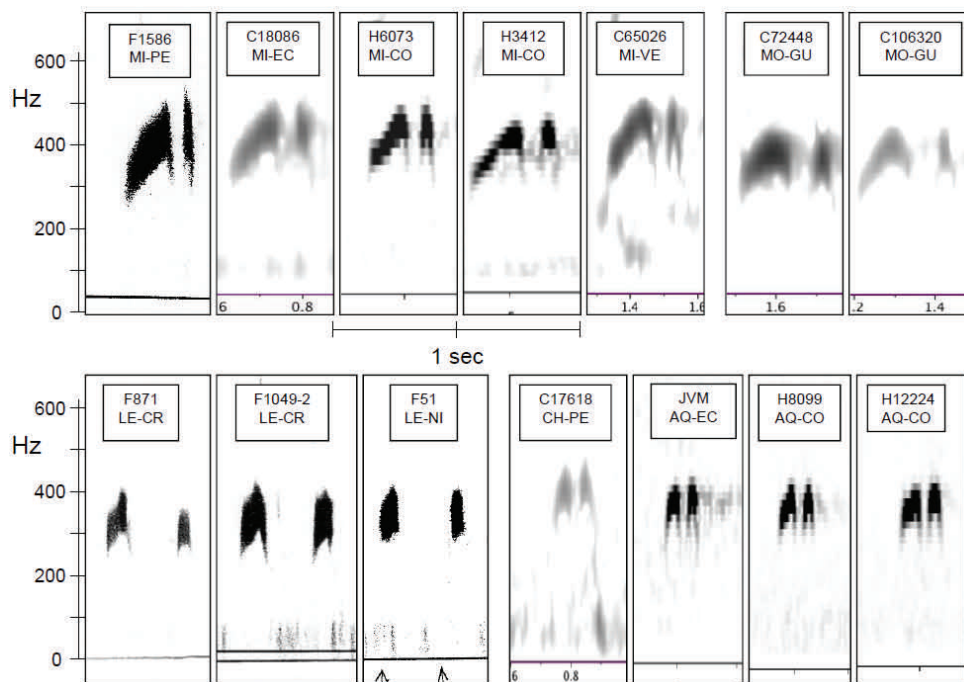 F1586
MI-PE
C18086
MI-EC
H6073
MI-CO
H3412
MI-CO
C65026
MI-VE
C72448
MO-GU
C106320
MO-GU
600
Hz
400
200
0
6
0.8
1.4
1.6
1.6
.2
1.4
1 sec
F871
LE-CR
F1049-2
LE-CR
F51
LE-NI
C17618
CH-PE
JVM
AQ-EC
H8099
AQ-CO
H12224
AQ-CO
600
Hz
400
200
0
6
0.8